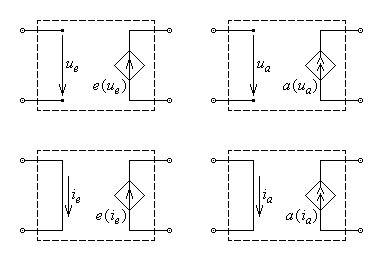 u_e e(u_e) u_a a(u_a)
i_e e(i_e) i_a a(i_a)